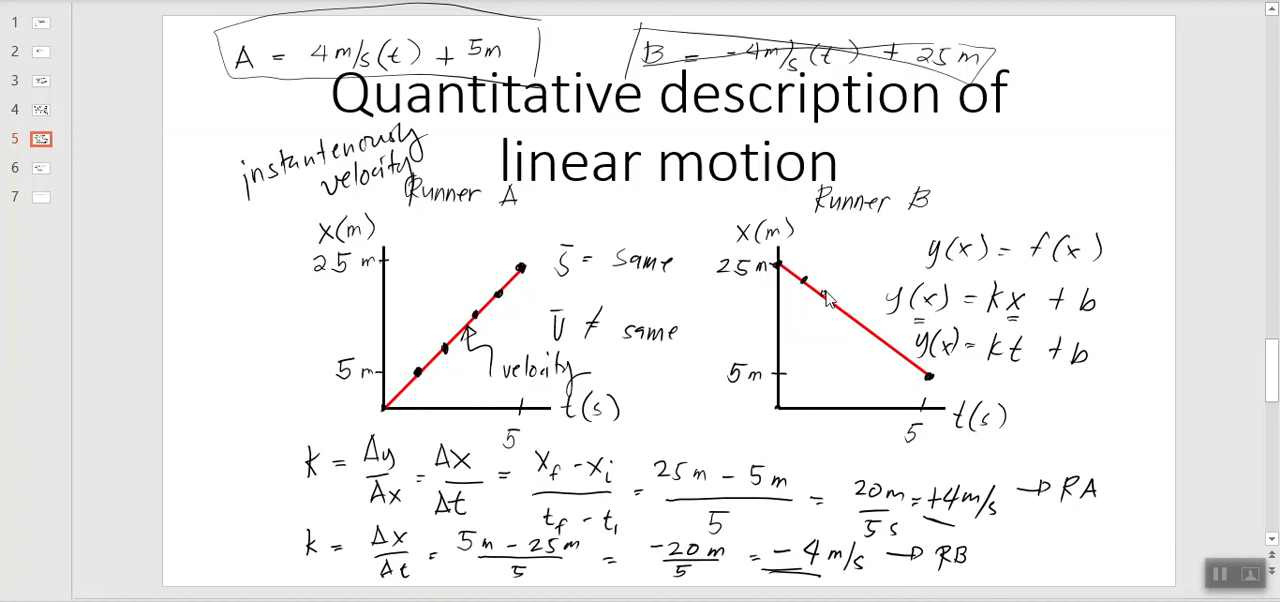 1
2
3
4
5
6
7
A = 4m/s(t) + 5m
B = -4m/s(t) + 25m
Quantitative description of
linear motion
instantenously
velocity
Runner A
Runner B
X(m)
25m
5m
5
t(s)
velocity
S̄ = same
Ū ≠ same
X(m)
25m
5m
5
t(s)
y(x) = f(x)
y(x) = kx + b
y(x) = kt + b
k = Δy/Δx = Δx/Δt = (Xf - Xi)/(tf - t1) = (25m - 5m)/5 = 20m/5s = +4m/s → RA
k = Δx/Δt = (5m - 25m)/5 = -20m/5 = -4m/s → RB